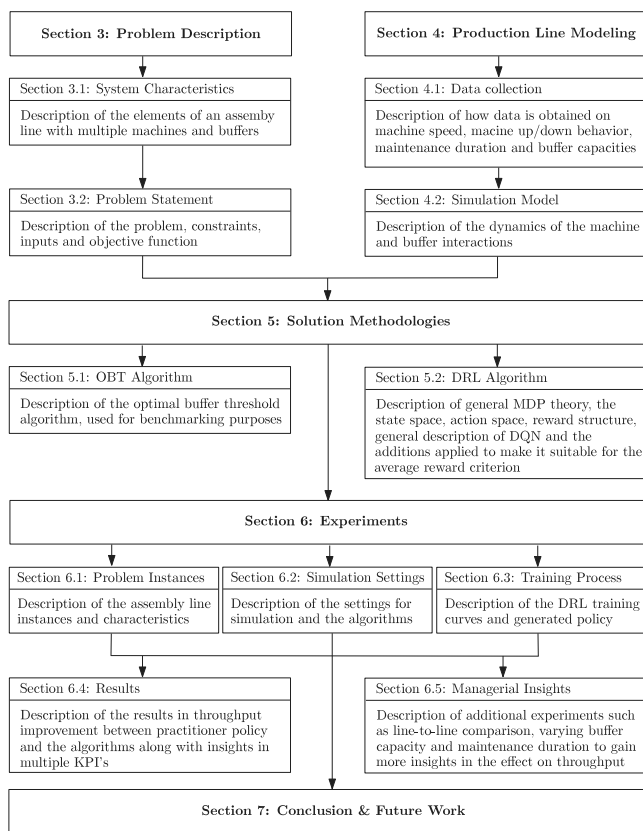 Section 3: Problem Description
Section 3.1: System Characteristics
Description of the elements of an assemby
line with multiple machines and buffers
Section 3.2: Problem Statement
Description of the problem, constraints,
inputs and objective function
Section 4: Production Line Modeling
Section 4.1: Data collection
Description of how data is obtained on
machine speed, macine up/down behavior,
maintenance duration and buffer capacities
Section 4.2: Simulation Model
Description of the dynamics of the machine
and buffer interactions
Section 5: Solution Methodologies
Section 5.1: OBT Algorithm
Description of the optimal buffer threshold
algorithm, used for benchmarking purposes
Section 5.2: DRL Algorithm
Description of general MDP theory, the
state space, action space, reward structure,
general description of DQN and the
additions applied to make it suitable for the
average reward criterion
Section 6: Experiments
Section 6.1: Problem Instances
Description of the assembly line
instances and characteristics
Section 6.2: Simulation Settings
Description of the settings for
simulation and the algorithms
Section 6.3: Training Process
Description of the DRL training
curves and generated policy
Section 6.4: Results
Description of the results in throughput
improvement between practitioner policy
and the algorithms along with insights in
multiple KPI's
Section 6.5: Managerial Insights
Description of additional experiments such
as line-to-line comparison, varying buffer
capacity and maintenance duration to gain
more insights in the effect on throughput
Section 7: Conclusion & Future Work